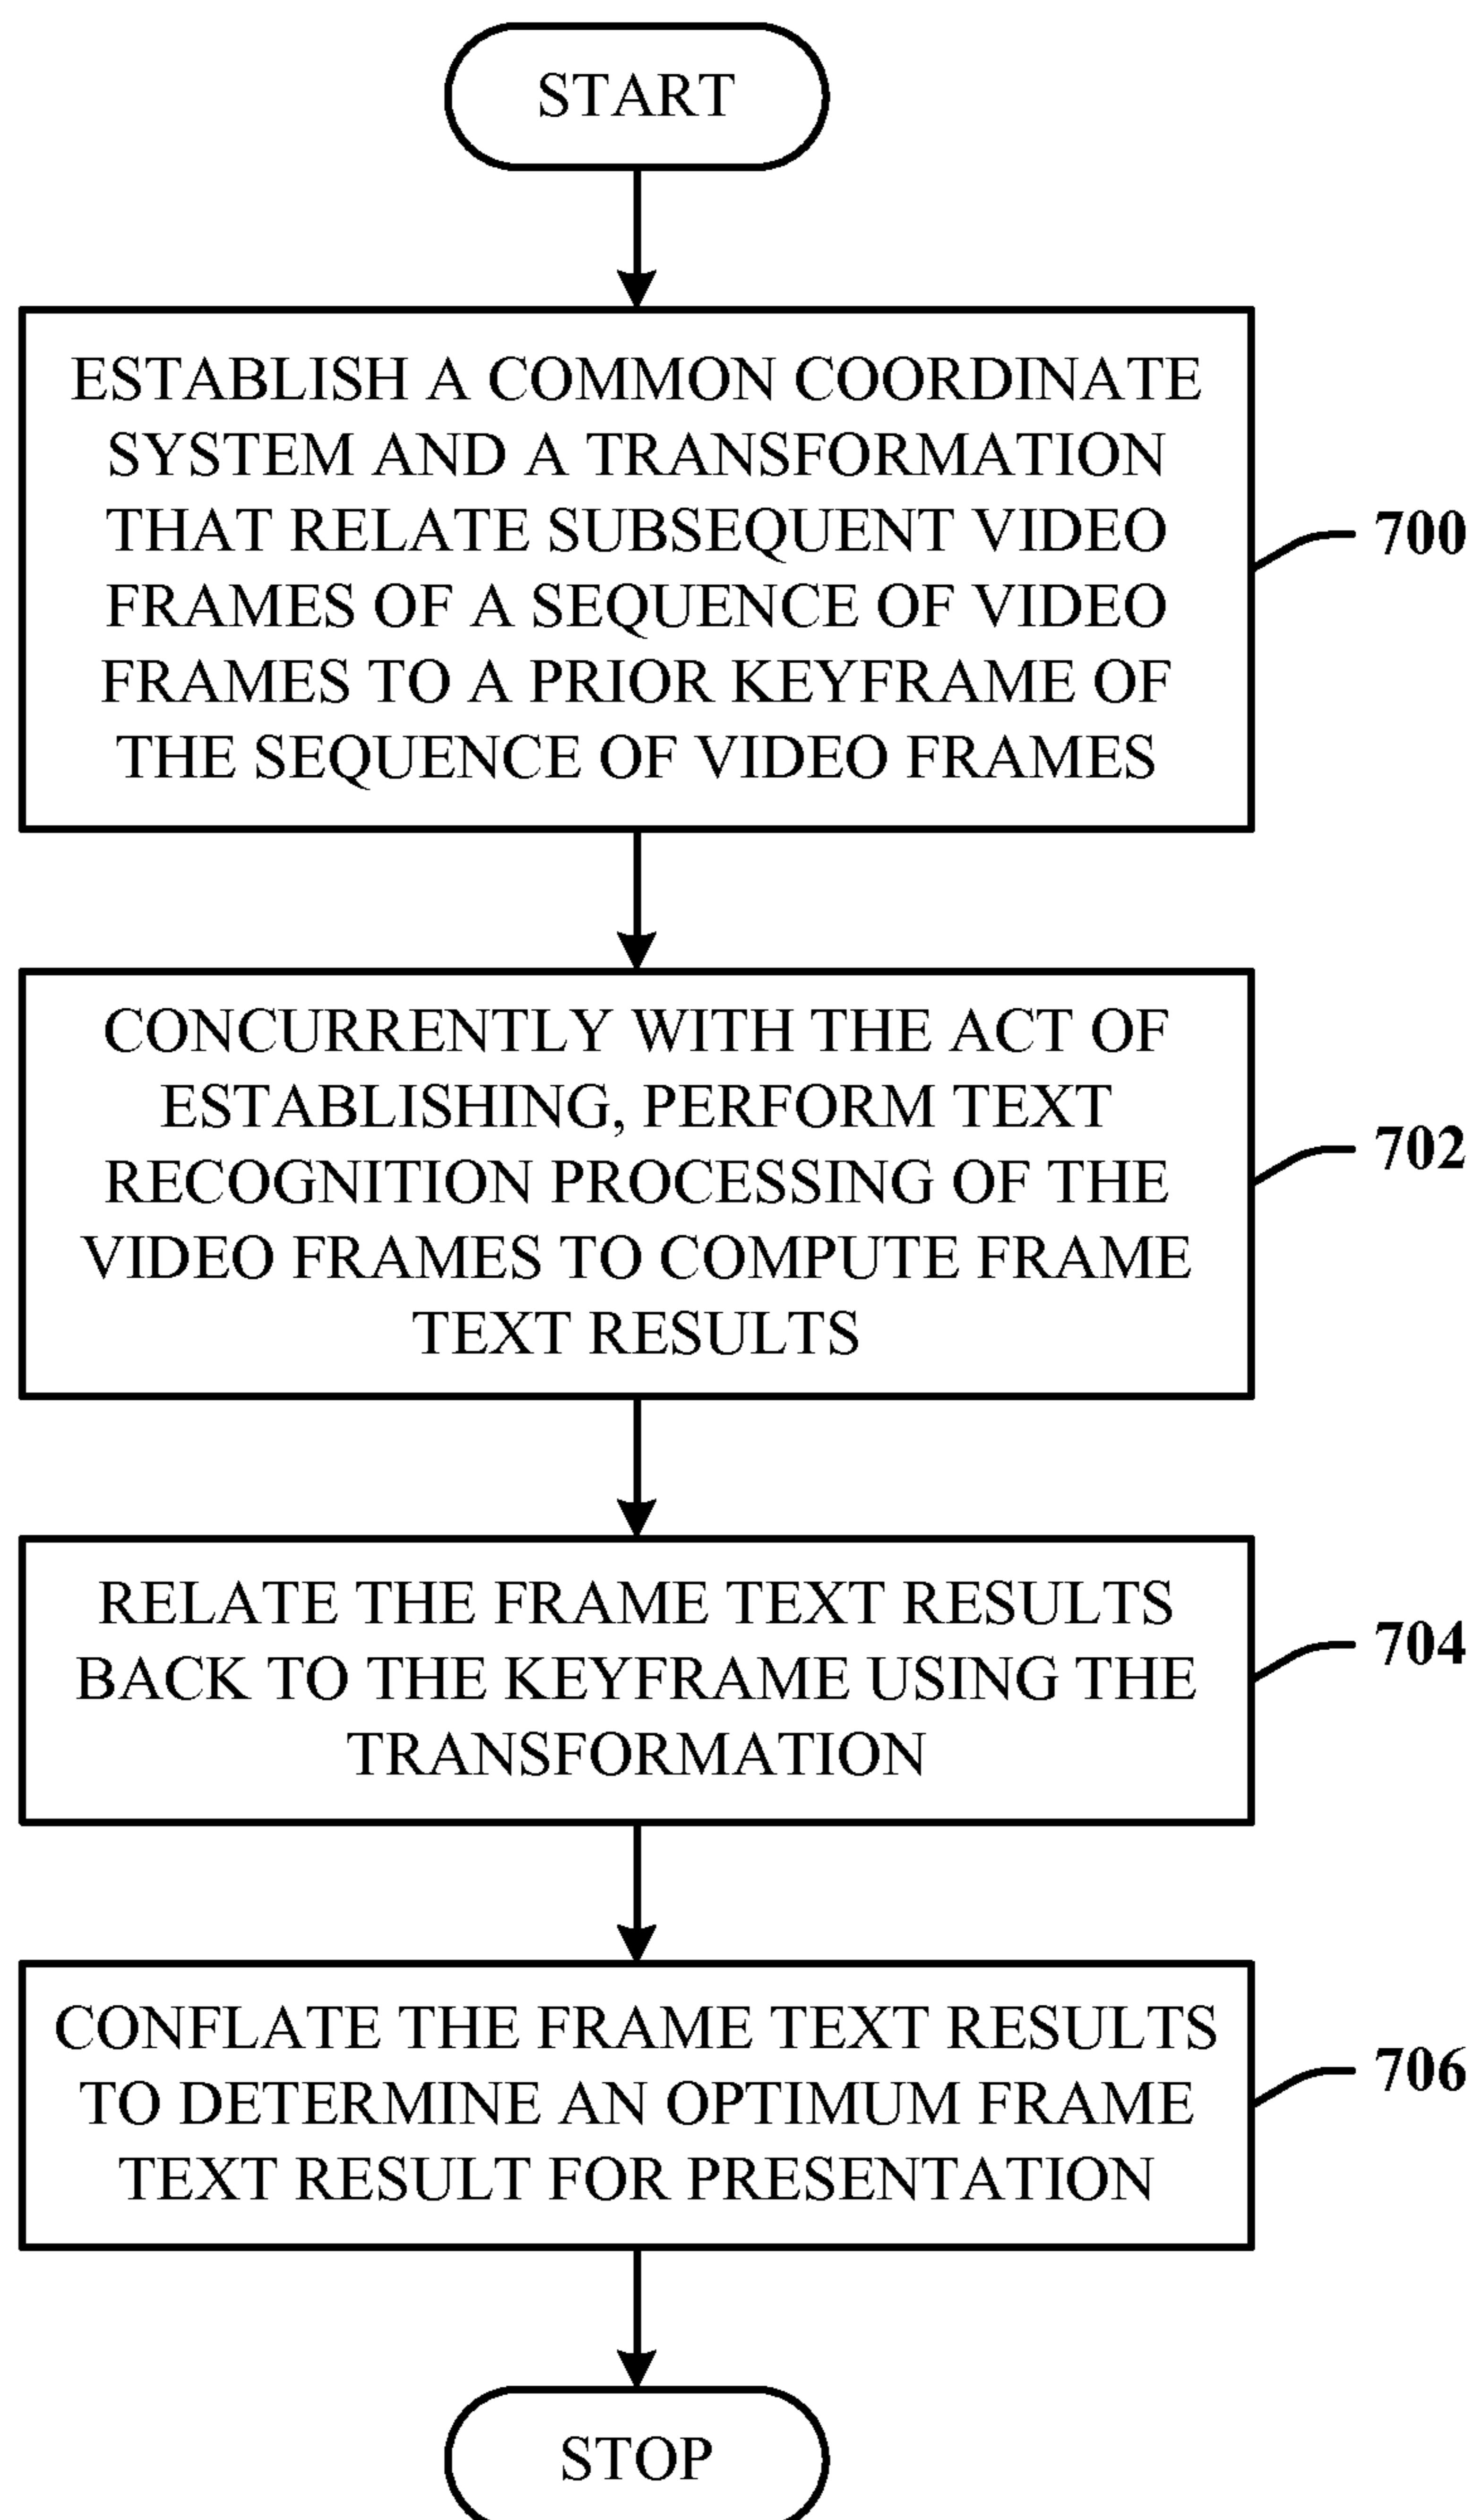 START
ESTABLISH A COMMON COORDINATE
SYSTEM AND A TRANSFORMATION
THAT RELATE SUBSEQUENT VIDEO
FRAMES OF A SEQUENCE OF VIDEO
FRAMES TO A PRIOR KEYFRAME OF
THE SEQUENCE OF VIDEO FRAMES
700
CONCURRENTLY WITH THE ACT OF
ESTABLISHING, PERFORM TEXT
RECOGNITION PROCESSING OF THE
VIDEO FRAMES TO COMPUTE FRAME
TEXT RESULTS
702
RELATE THE FRAME TEXT RESULTS
BACK TO THE KEYFRAME USING THE
TRANSFORMATION
704
CONFLATE THE FRAME TEXT RESULTS
TO DETERMINE AN OPTIMUM FRAME
TEXT RESULT FOR PRESENTATION
706
STOP